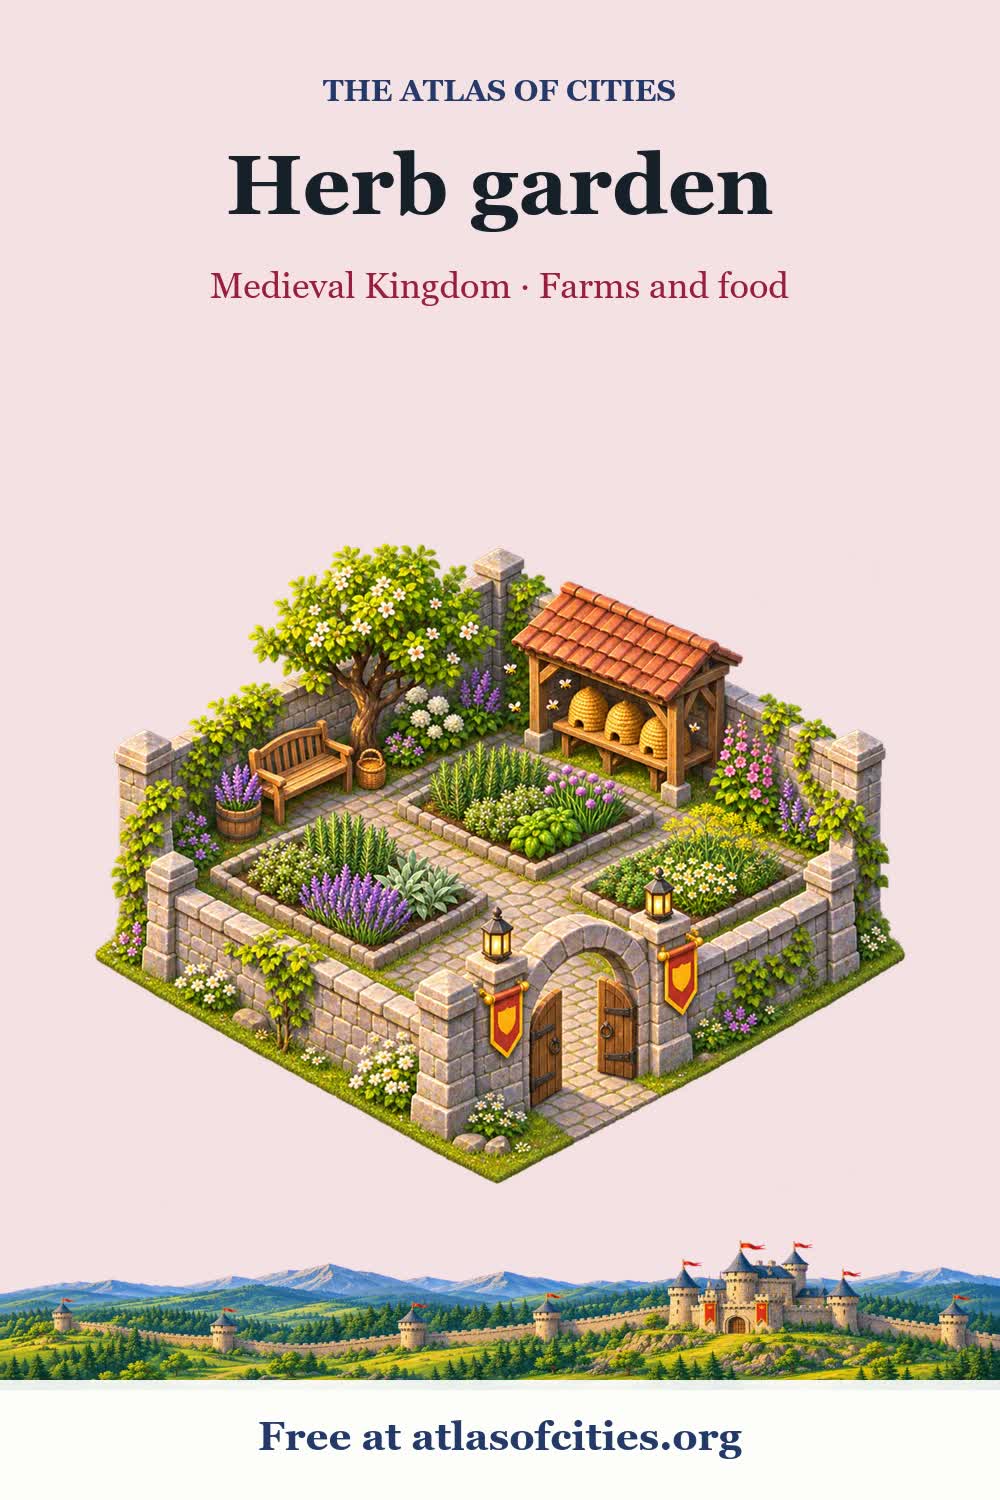 THE ATLAS OF CITIES
Herb garden
Medieval Kingdom · Farms and food
Free at atlasofcities.org